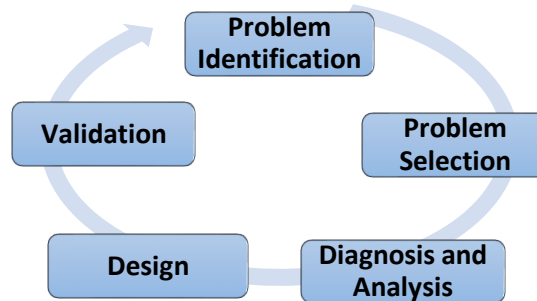 Problem
Identification
Problem
Selection
Diagnosis and
Analysis
Design
Validation